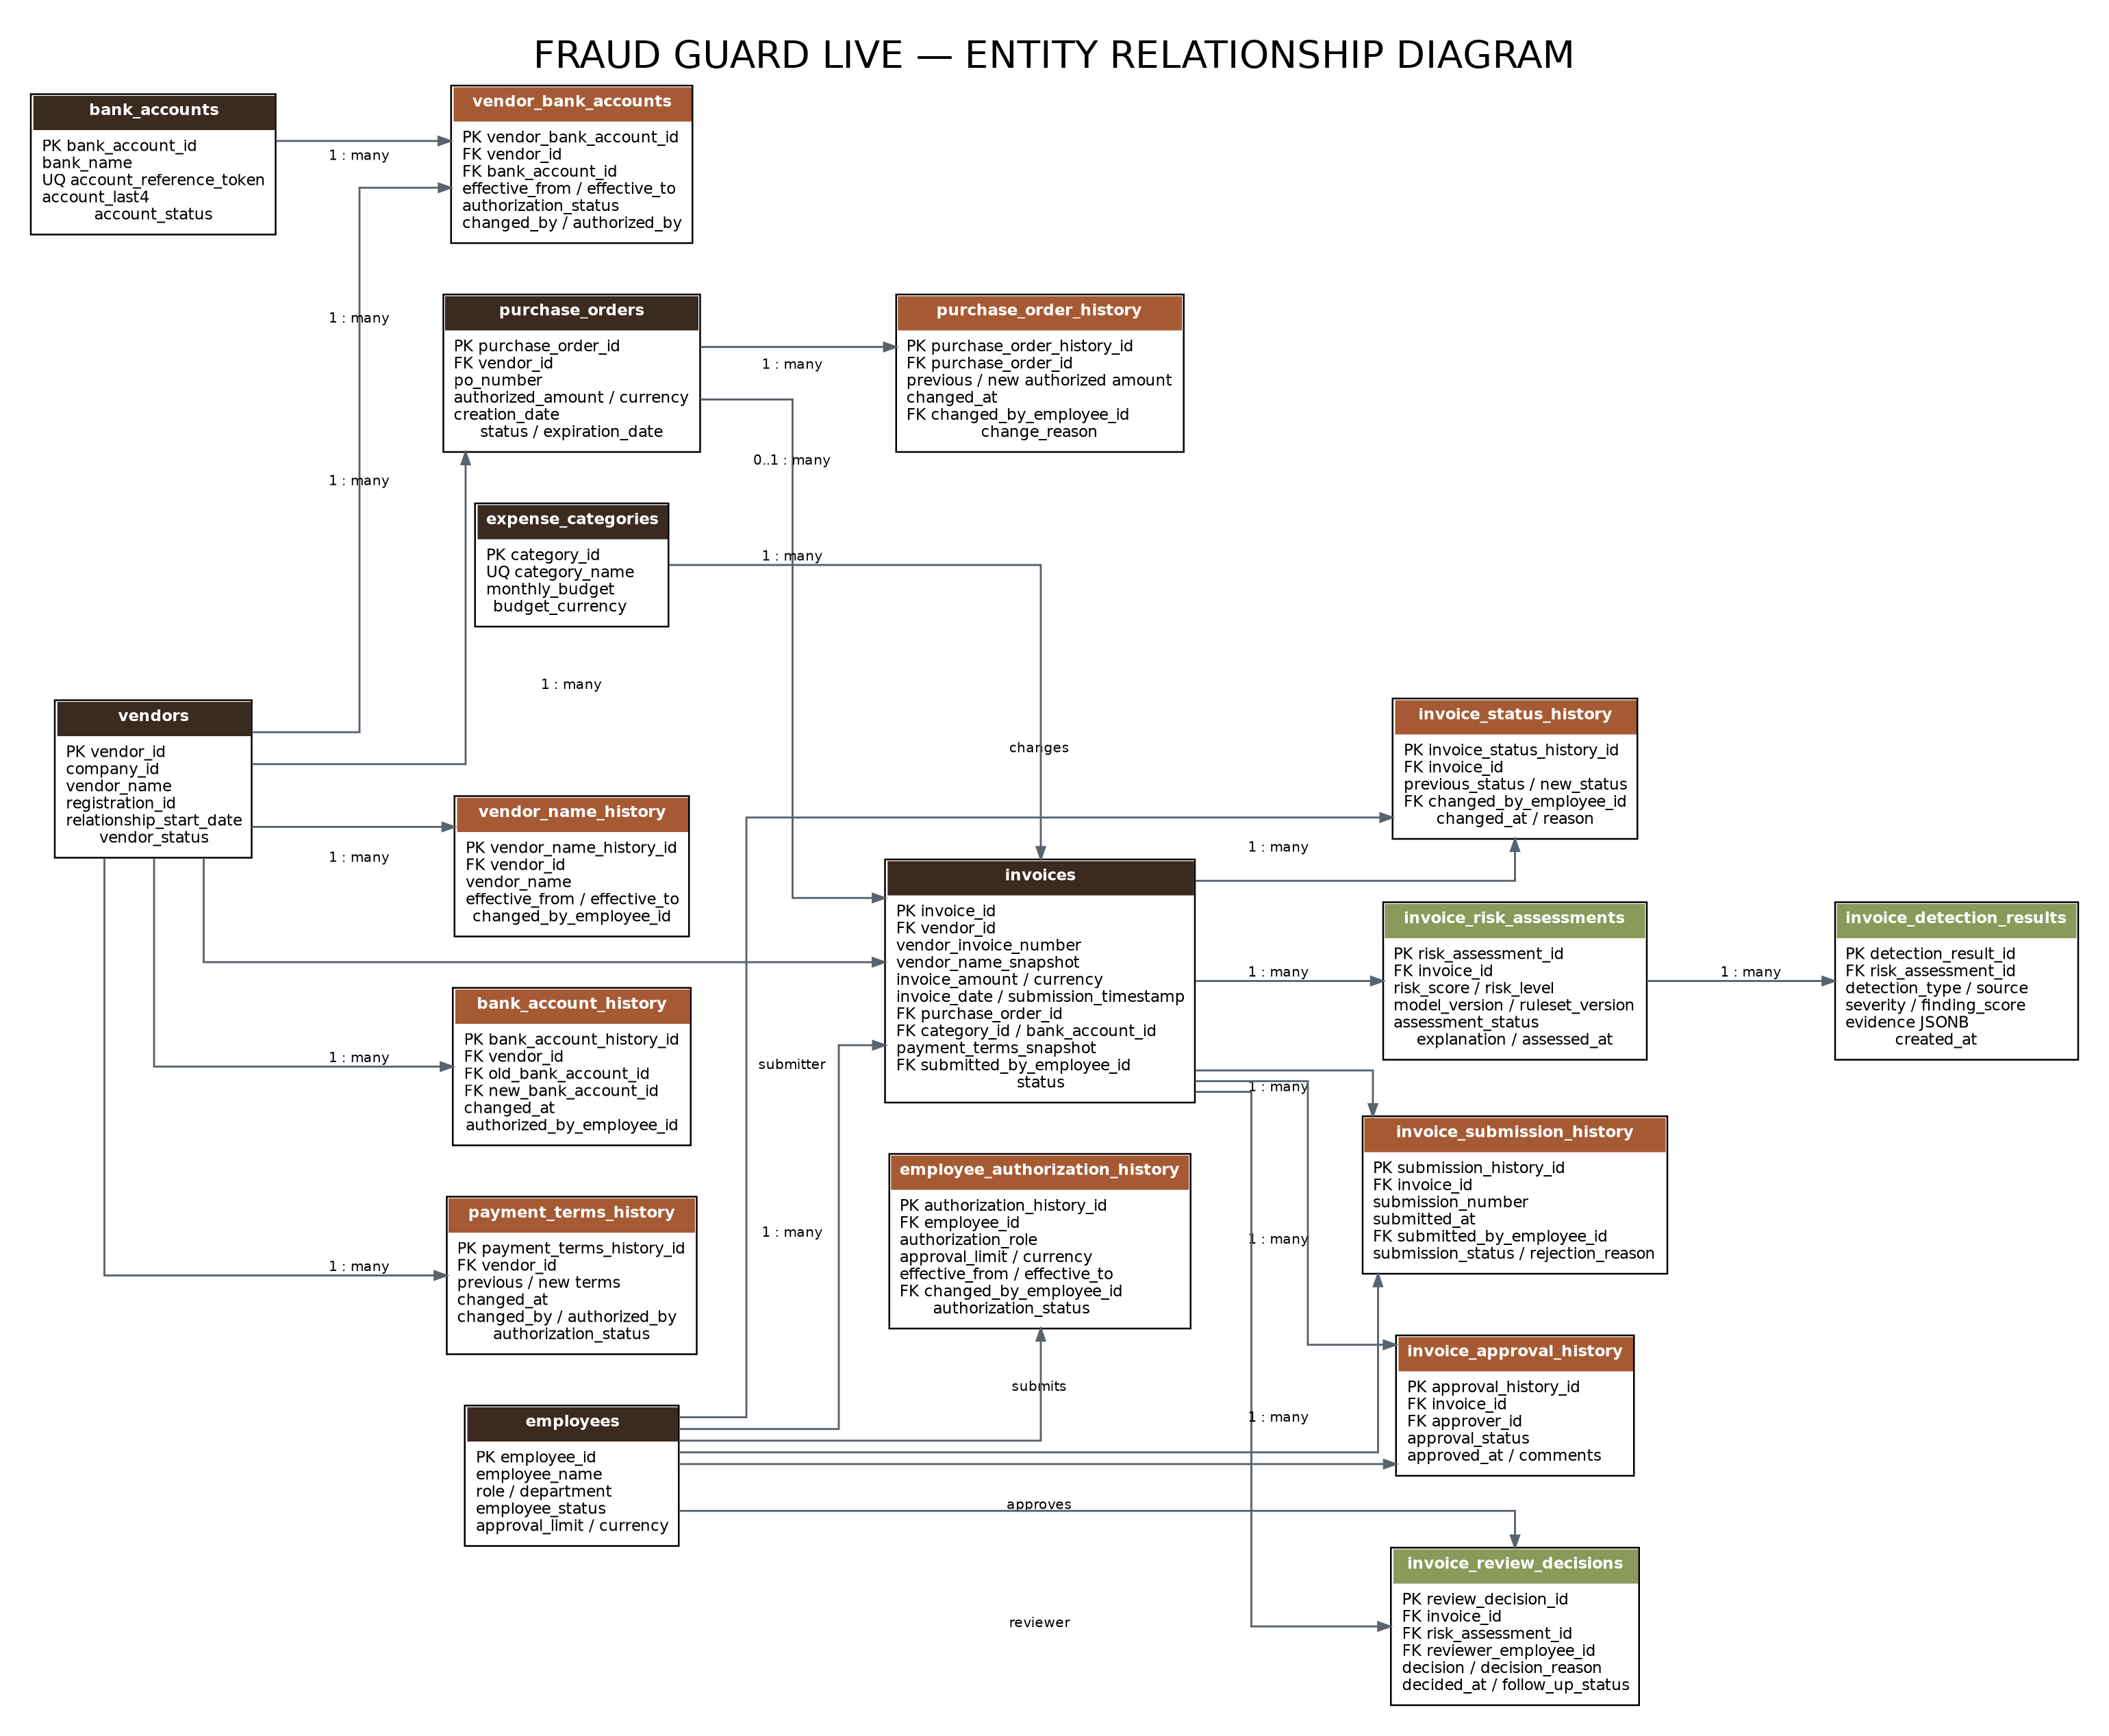 FRAUD GUARD LIVE — ENTITY RELATIONSHIP DIAGRAM
bank_accounts
PK bank_account_id
bank_name
UQ account_reference_token
account_last4
account_status
1 : many
vendor_bank_accounts
PK vendor_bank_account_id
FK vendor_id
FK bank_account_id
effective_from / effective_to
authorization_status
changed_by / authorized_by
1 : many
purchase_orders
PK purchase_order_id
FK vendor_id
po_number
authorized_amount / currency
creation_date
status / expiration_date
1 : many
purchase_order_history
PK purchase_order_history_id
FK purchase_order_id
previous / new authorized amount
changed_at
FK changed_by_employee_id
change_reason
0..1 : many
1 : many
expense_categories
PK category_id
UQ category_name
monthly_budget
budget_currency
1 : many
1 : many
vendors
PK vendor_id
company_id
vendor_name
registration_id
relationship_start_date
vendor_status
1 : many
vendor_name_history
PK vendor_name_history_id
FK vendor_id
vendor_name
effective_from / effective_to
changed_by_employee_id
changes
invoice_status_history
PK invoice_status_history_id
FK invoice_id
previous_status / new_status
FK changed_by_employee_id
changed_at / reason
1 : many
invoices
PK invoice_id
FK vendor_id
vendor_invoice_number
vendor_name_snapshot
invoice_amount / currency
invoice_date / submission_timestamp
FK purchase_order_id
FK category_id / bank_account_id
payment_terms_snapshot
FK submitted_by_employee_id
status
1 : many
invoice_risk_assessments
PK risk_assessment_id
FK invoice_id
risk_score / risk_level
model_version / ruleset_version
assessment_status
explanation / assessed_at
1 : many
invoice_detection_results
PK detection_result_id
FK risk_assessment_id
detection_type / source
severity / finding_score
evidence JSONB
created_at
1 : many
bank_account_history
PK bank_account_history_id
FK vendor_id
FK old_bank_account_id
FK new_bank_account_id
changed_at
authorized_by_employee_id
submitter
1 : many
invoice_submission_history
PK submission_history_id
FK invoice_id
submission_number
submitted_at
FK submitted_by_employee_id
submission_status / rejection_reason
employee_authorization_history
PK authorization_history_id
FK employee_id
authorization_role
approval_limit / currency
effective_from / effective_to
FK changed_by_employee_id
authorization_status
1 : many
1 : many
1 : many
payment_terms_history
PK payment_terms_history_id
FK vendor_id
previous / new terms
changed_at
changed_by / authorized_by
authorization_status
submits
1 : many
invoice_approval_history
PK approval_history_id
FK invoice_id
FK approver_id
approval_status
approved_at / comments
employees
PK employee_id
employee_name
role / department
employee_status
approval_limit / currency
approves
reviewer
invoice_review_decisions
PK review_decision_id
FK invoice_id
FK risk_assessment_id
FK reviewer_employee_id
decision / decision_reason
decided_at / follow_up_status